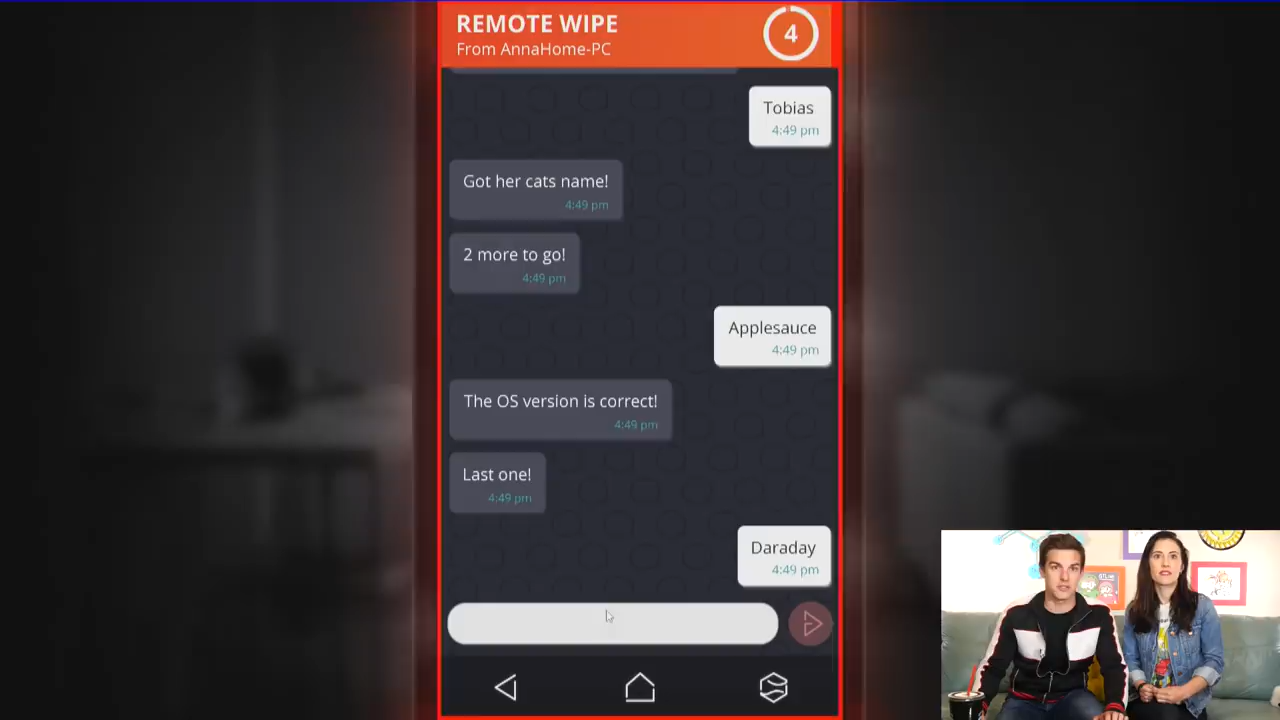 REMOTE WIPE
From AnnaHome-PC
4
Tobias
4:49 pm
Got her cats name!
4:49 pm
2 more to go!
4:49 pm
Applesauce
4:49 pm
The OS version is correct!
4:49 pm
Last one!
4:49 pm
Daraday
4:49 pm